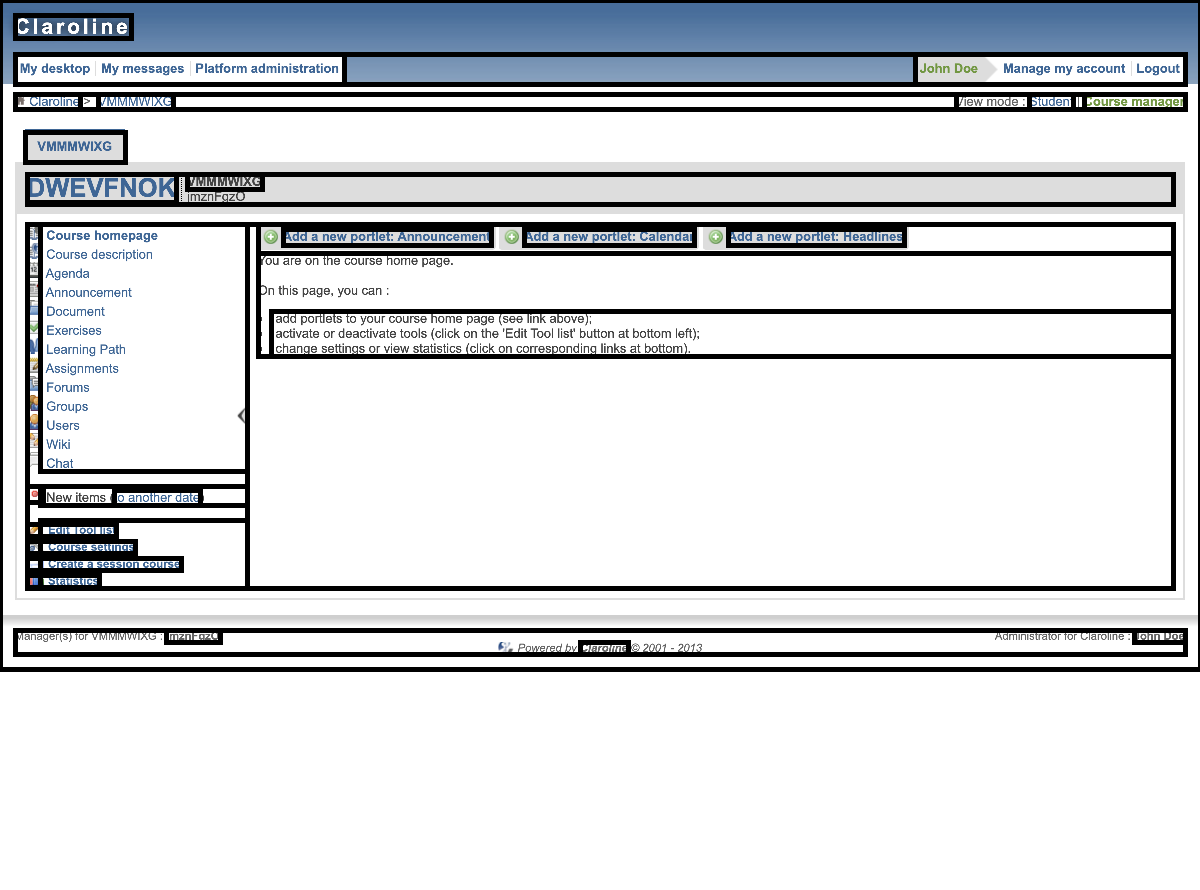 Claroline
My desktop My messages Platform administration John Doe Manage my account Logout
Claroline > VMMMWIXG View mode : Student | Course manager
VMMMWIXG
DWEVFNOK VMMMWIXG
jmznFgzO
Course homepage
Course description
Agenda
Announcement
Document
Exercises
Learning Path
Assignments
Forums
Groups
Users
Wiki
Chat
New items (to another date)
Edit Tool list
Course settings
Create a session course
Statistics
Add a new portlet: Announcement Add a new portlet: Calendar Add a new portlet: Headlines
You are on the course home page.
On this page, you can :
add portlets to your course home page (see link above);
activate or deactivate tools (click on the 'Edit Tool list' button at bottom left);
change settings or view statistics (click on corresponding links at bottom).
Manager(s) for VMMMWIXG : jmznFgzO Administrator for Claroline : John Doe
Powered by Claroline © 2001 - 2013